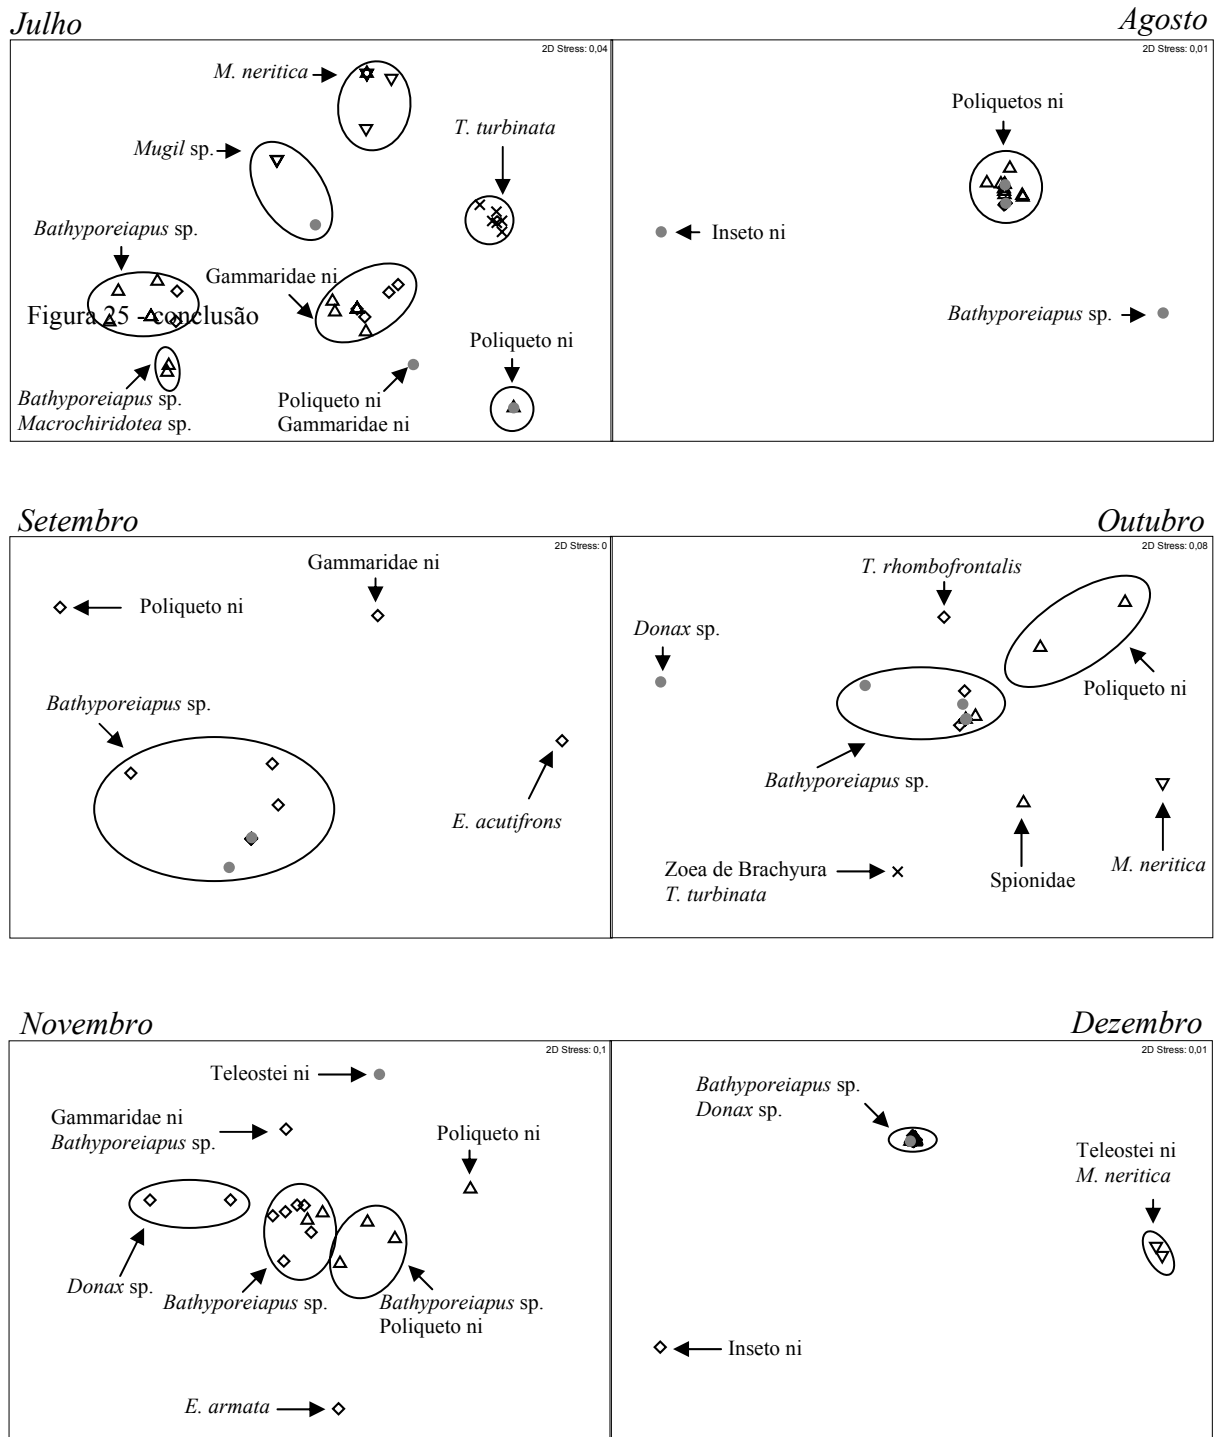 Julho
Agosto
2D Stress: 0,04
M. neritica
T. turbinata
Mugil sp.
Bathyporeiapus sp.
Gammaridae ni
Figura 25 - conclusão
Poliqueto ni
Bathyporeiapus sp.
Macrochiridotea sp.
Poliqueto ni
Gammaridae ni
2D Stress: 0,01
Poliquetos ni
Inseto ni
Bathyporeiapus sp.
Setembro
Outubro
2D Stress: 0
Gammaridae ni
Poliqueto ni
Bathyporeiapus sp.
E. acutifrons
2D Stress: 0,08
T. rhombofrontalis
Donax sp.
Poliqueto ni
Bathyporeiapus sp.
Zoea de Brachyura
T. turbinata
Spionidae
M. neritica
Novembro
Dezembro
2D Stress: 0,1
Teleostei ni
Gammaridae ni
Bathyporeiapus sp.
Poliqueto ni
Donax sp.
Bathyporeiapus sp.
Bathyporeiapus sp.
Poliqueto ni
E. armata
2D Stress: 0,01
Bathyporeiapus sp.
Donax sp.
Teleostei ni
M. neritica
Inseto ni